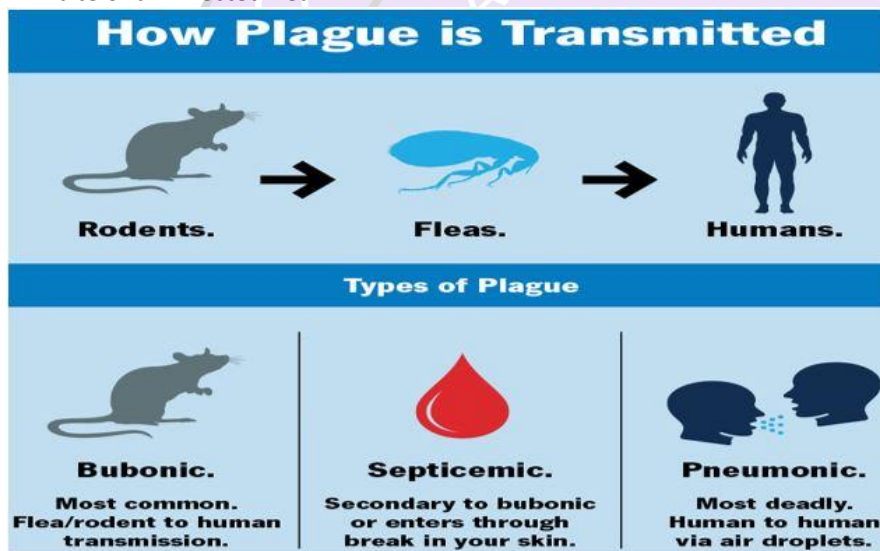 How Plague is Transmitted
Rodents. Fleas. Humans.
Types of Plague
Bubonic.
Most common.
Flea/rodent to human
transmission.
Septicemic.
Secondary to bubonic
or enters through
break in your skin.
Pneumonic.
Most deadly.
Human to human
via air droplets.